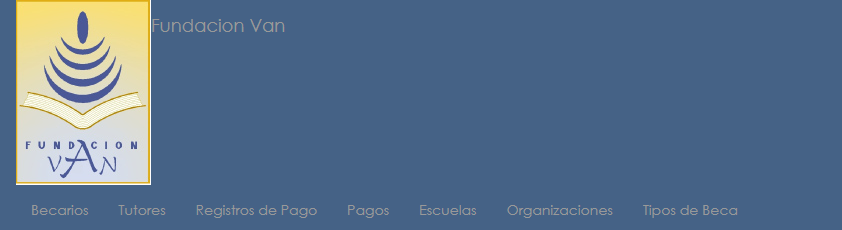 Fundacion Van
FUNDACION
VAN
Becarios Tutores Registros de Pago Pagos Escuelas Organizaciones Tipos de Beca